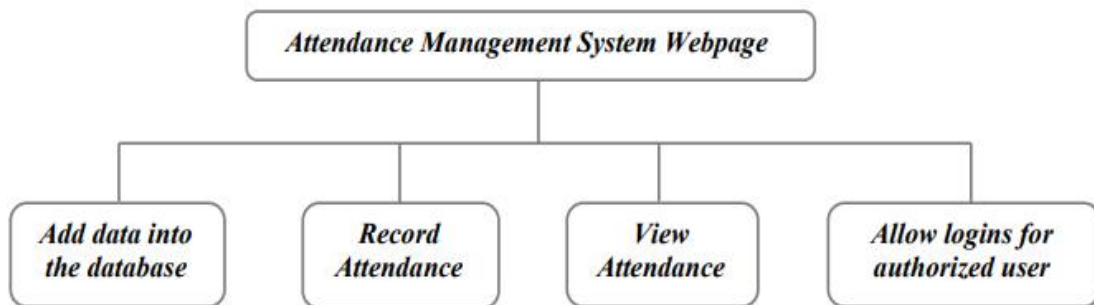 Attendance Management System Webpage
Add data into
the database
Record
Attendance
View
Attendance
Allow logins for
authorized user